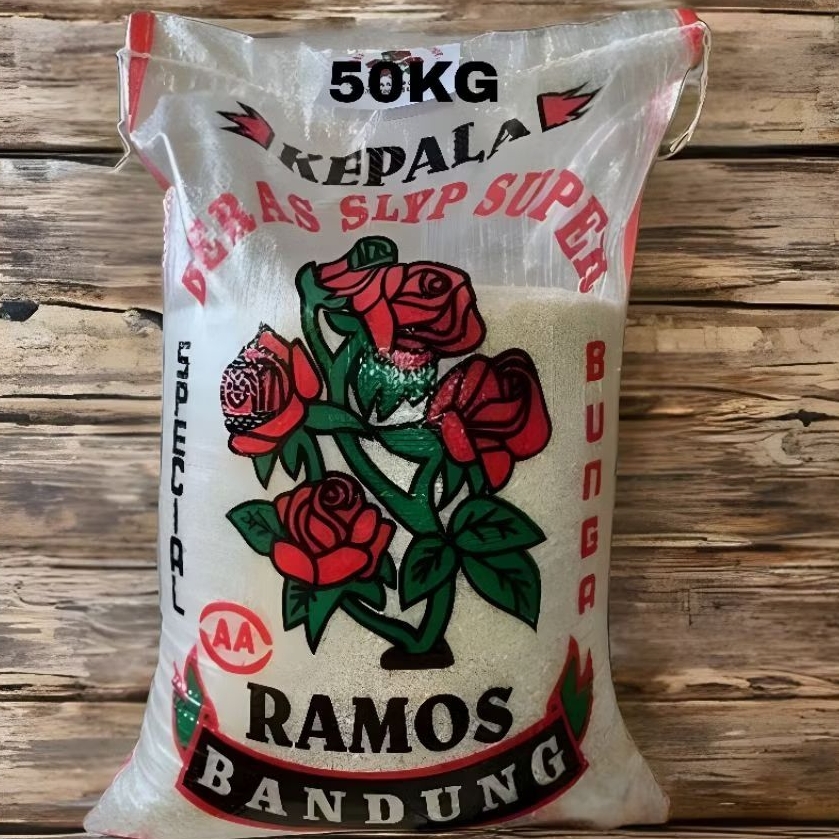 50KG
KEPALA
BERAS SLYP SUPER
SPECIAL
BUNGA
AA
RAMOS
BANDUNG